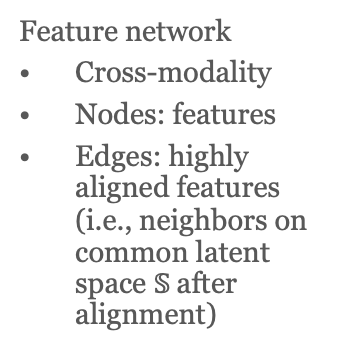 Feature network
• Cross-modality
• Nodes: features
• Edges: highly
aligned features
(i.e., neighbors on
common latent
space 𝕊 after
alignment)